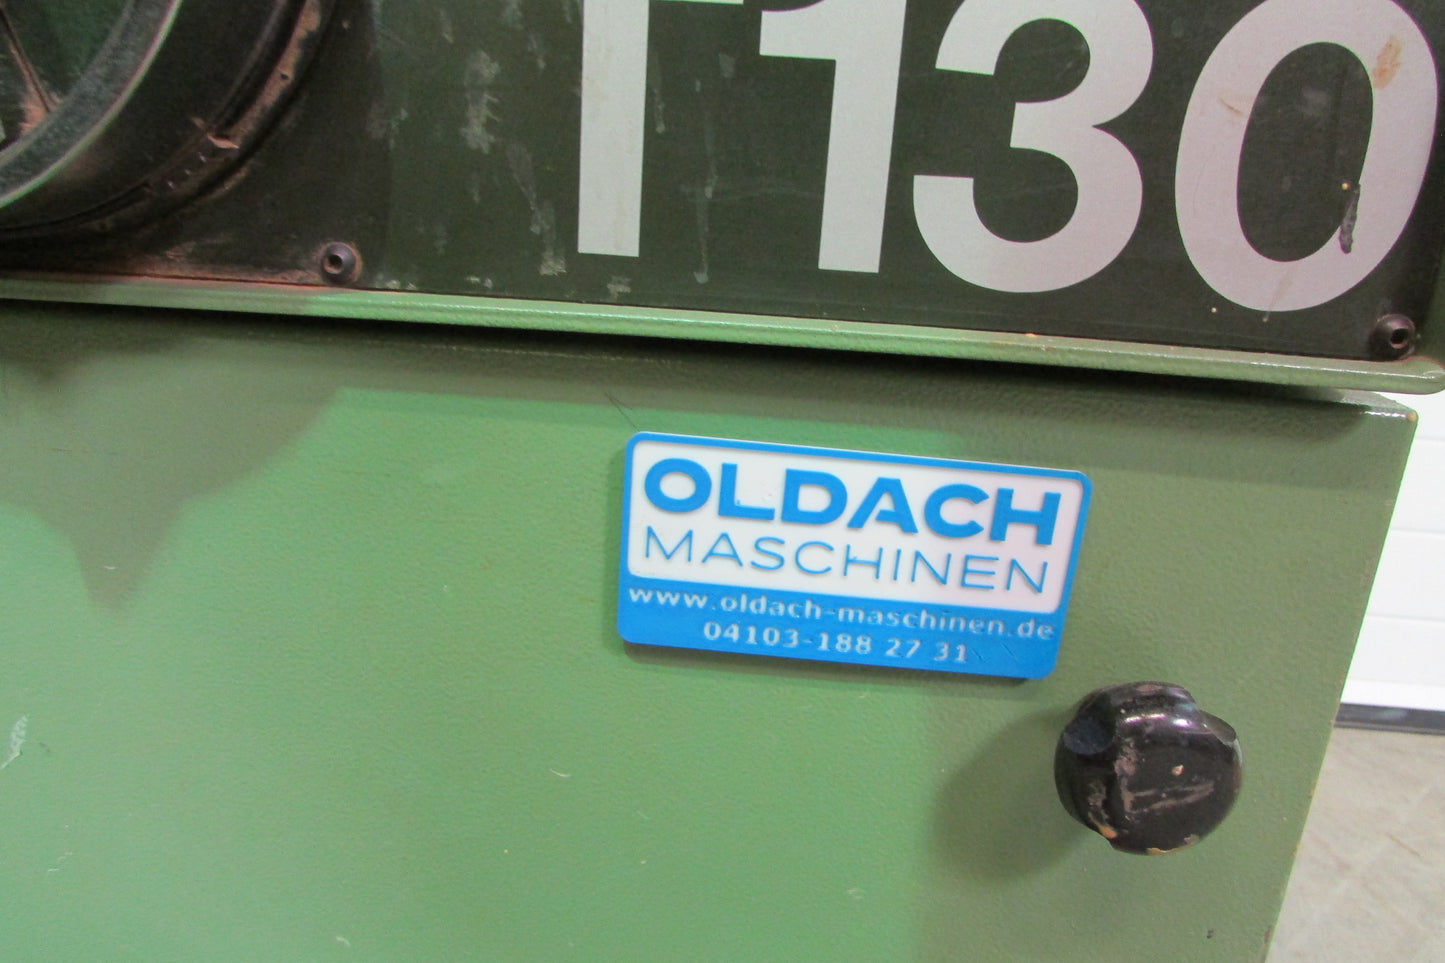 T130
OLDACH
MASCHINEN
www.oldach-maschinen.de
04103-188 27 31